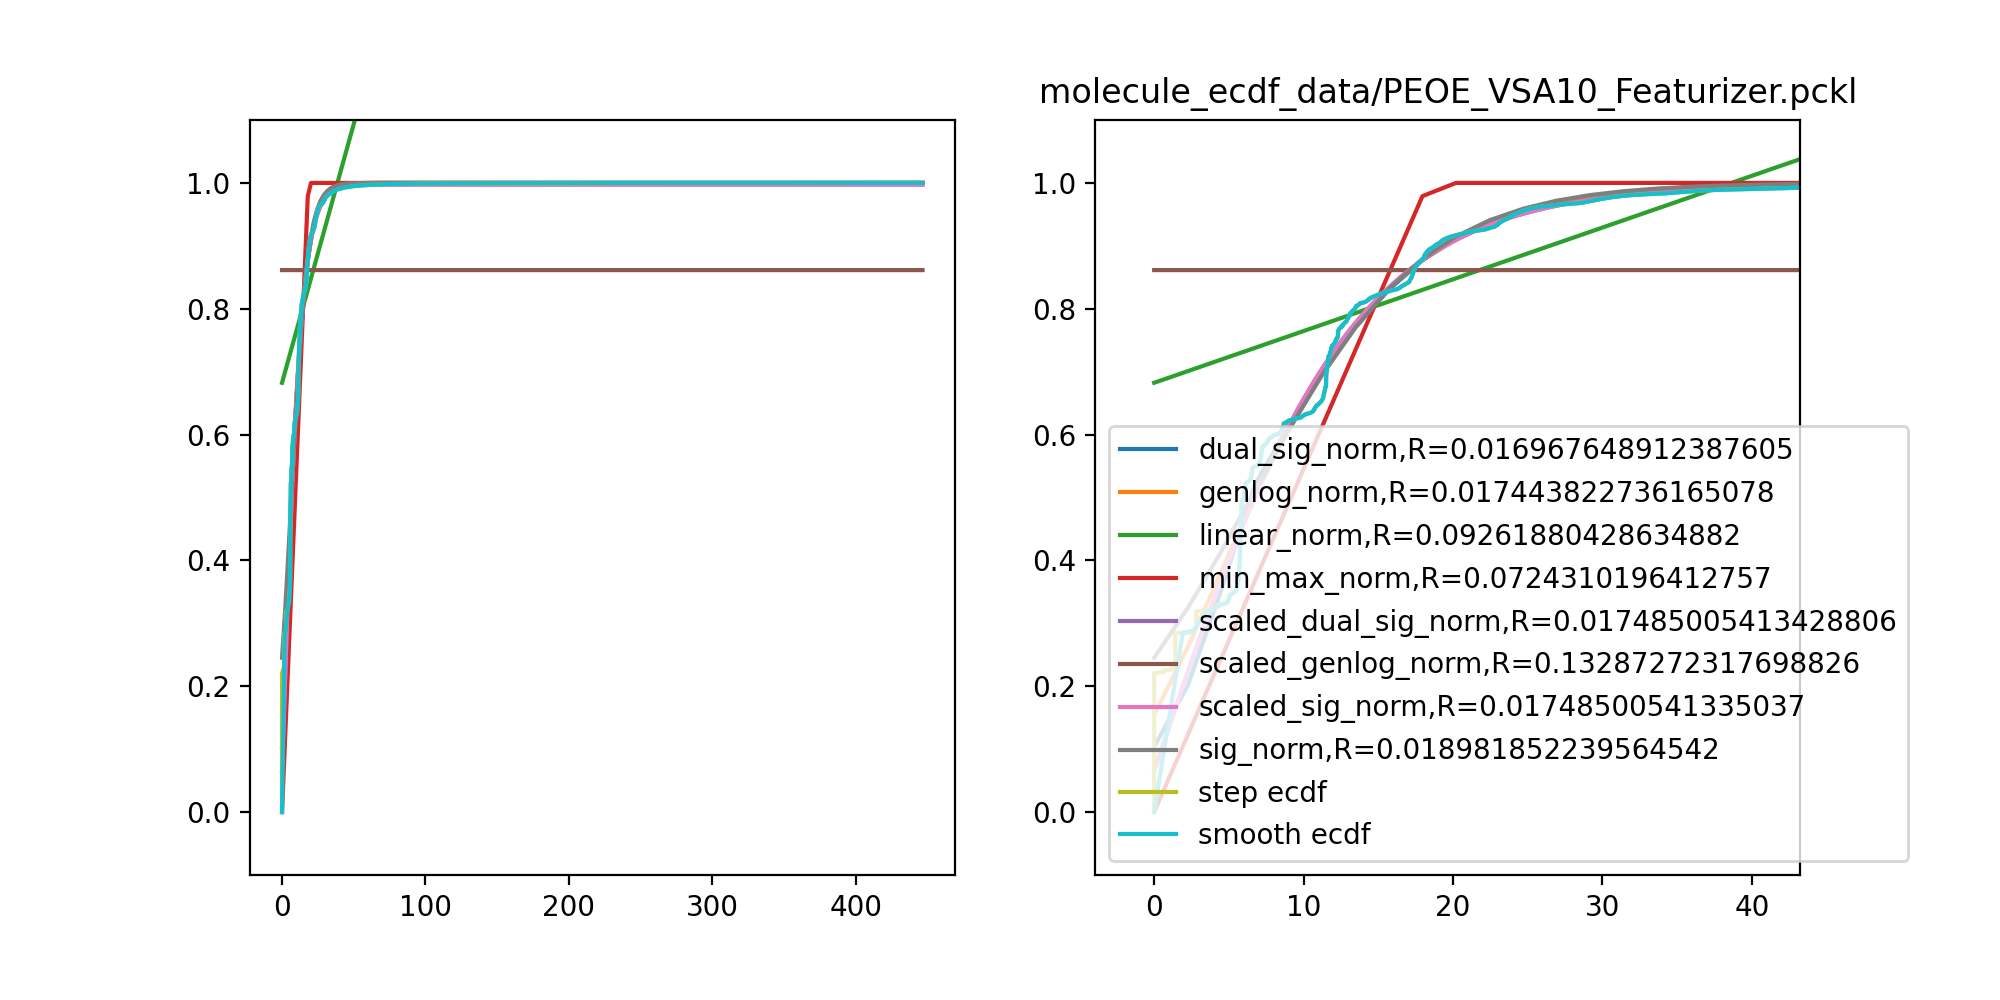 molecule_ecdf_data/PEOE_VSA10_Featurizer.pckl
1.0
0.8
0.6
0.4
0.2
0.0
0 100 200 300 400
1.0
0.8
0.6
0.4
0.2
0.0
0 10 20 30 40
dual_sig_norm,R=0.016967648912387605
genlog_norm,R=0.017443822736165078
linear_norm,R=0.09261880428634882
min_max_norm,R=0.0724310196412757
scaled_dual_sig_norm,R=0.017485005413428806
scaled_genlog_norm,R=0.13287272317698826
scaled_sig_norm,R=0.01748500541335037
sig_norm,R=0.018981852239564542
step ecdf
smooth ecdf